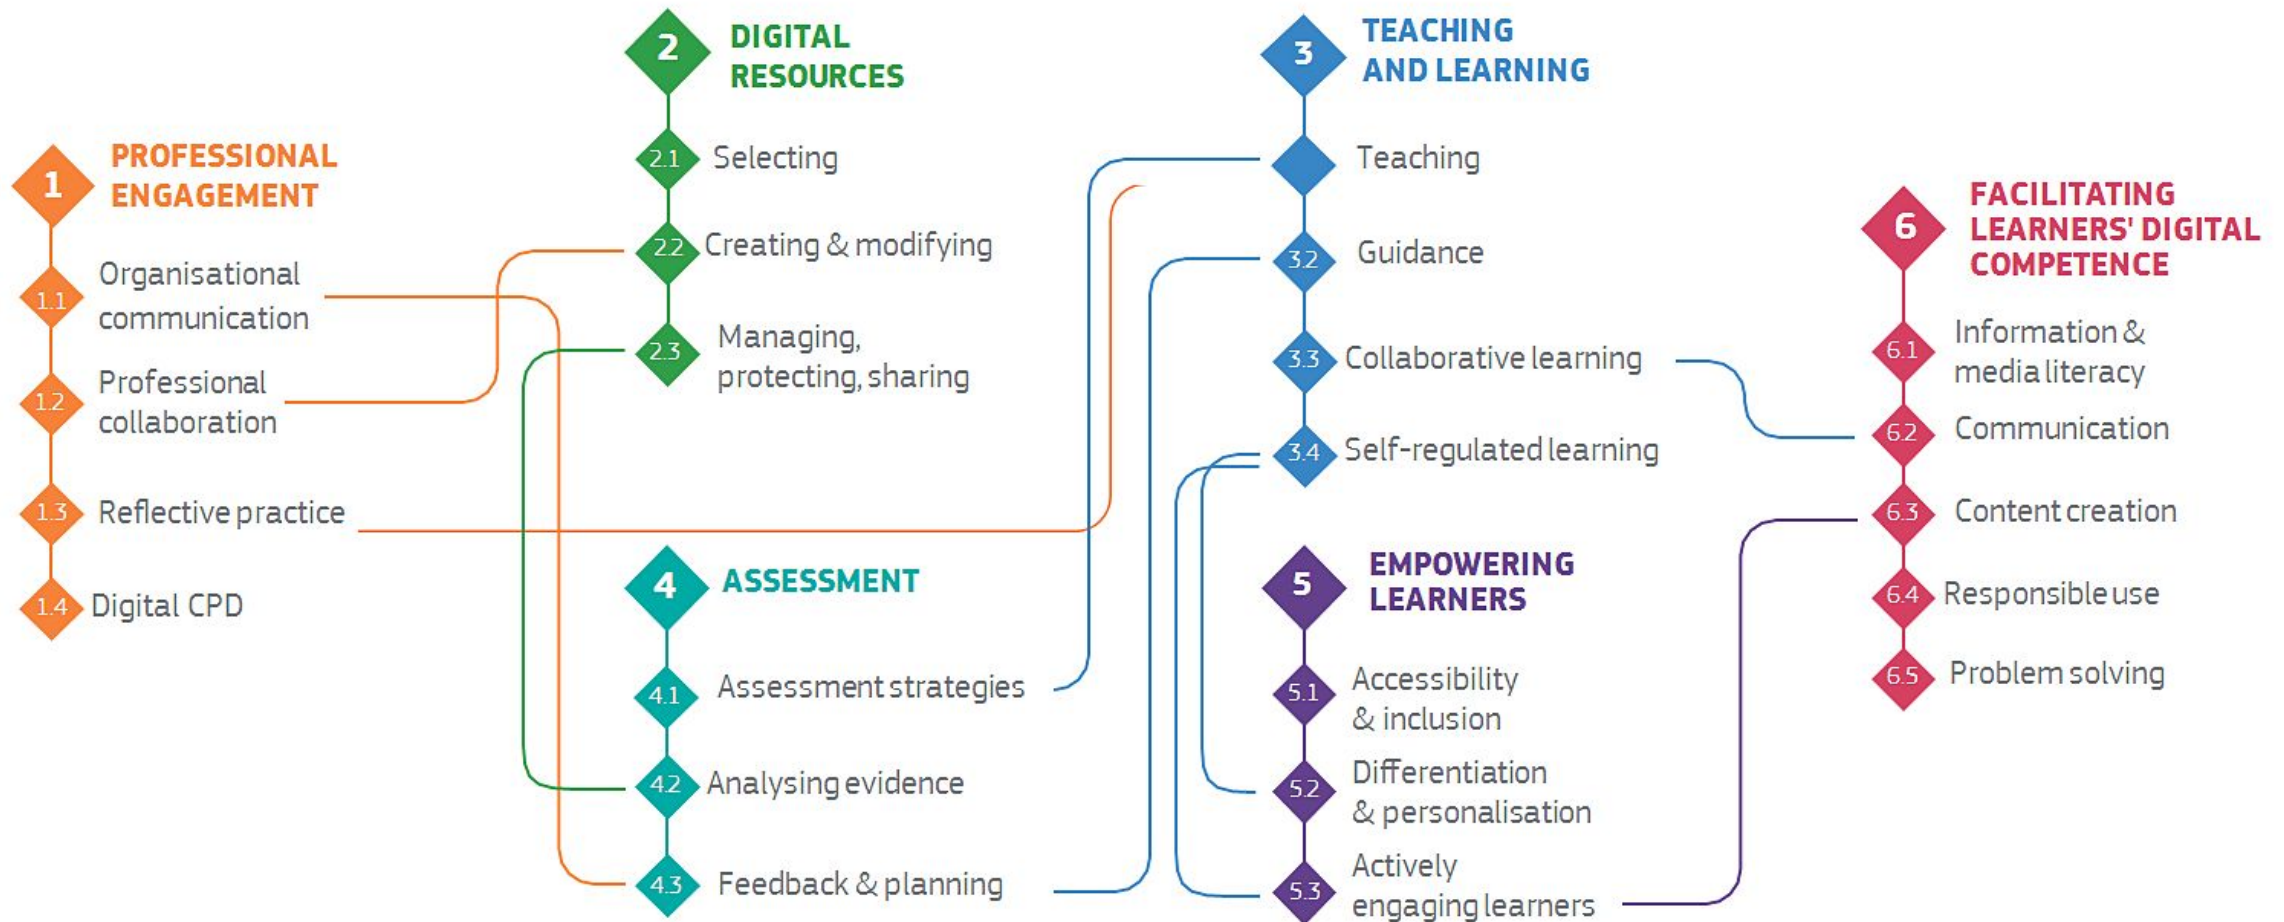 1
PROFESSIONAL
ENGAGEMENT
1.1
Organisational
communication
1.2
Professional
collaboration
1.3
Reflective practice
1.4
Digital CPD
2
DIGITAL
RESOURCES
2.1
Selecting
2.2
Creating & modifying
2.3
Managing,
protecting, sharing
3
TEACHING
AND LEARNING
Teaching
3.2
Guidance
3.3
Collaborative learning
3.4
Self-regulated learning
4
ASSESSMENT
4.1
Assessment strategies
4.2
Analysing evidence
4.3
Feedback & planning
5
EMPOWERING
LEARNERS
5.1
Accessibility
& inclusion
5.2
Differentiation
& personalisation
5.3
Actively
engaging learners
6
FACILITATING
LEARNERS' DIGITAL
COMPETENCE
6.1
Information &
media literacy
6.2
Communication
6.3
Content creation
6.4
Responsible use
6.5
Problem solving